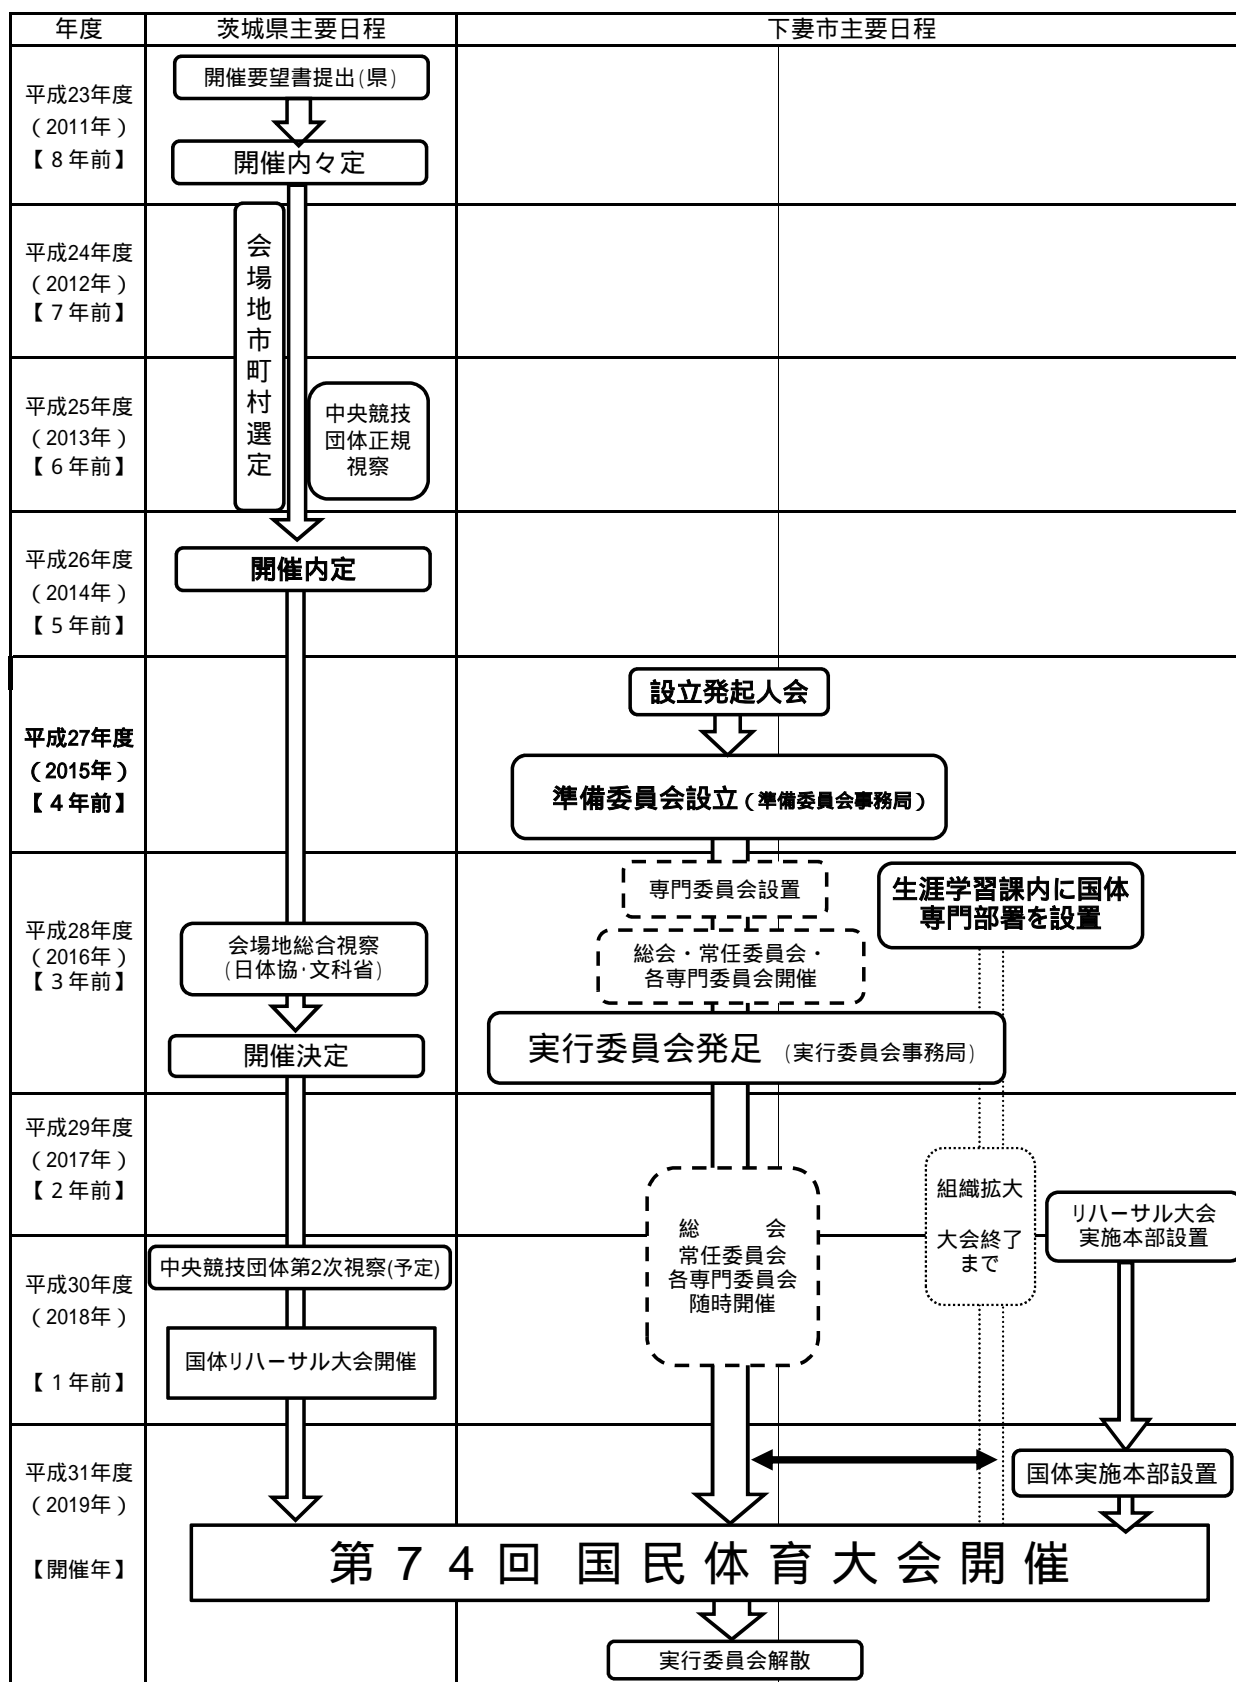 年度
茨城県主要日程
下妻市主要日程
平成23年度
（2011年）
【８年前】
開催要望書提出(県)
開催内々定
平成24年度
（2012年）
【７年前】
会場地市町村選定
平成25年度
（2013年）
【６年前】
中央競技
団体正規
視察
平成26年度
（2014年）
【５年前】
開催内定
平成27年度
（2015年）
【４年前】
設立発起人会
準備委員会設立（準備委員会事務局）
平成28年度
（2016年）
【３年前】
会場地総合視察
(日体協・文科省)
開催決定
専門委員会設置
総会・常任委員会・
各専門委員会開催
実行委員会発足 (実行委員会事務局)
生涯学習課内に国体
専門部署を設置
平成29年度
（2017年）
【２年前】
総　　会
常任委員会
各専門委員会
随時開催
組織拡大
大会終了
まで
リハーサル大会
実施本部設置
平成30年度
（2018年）
【１年前】
中央競技団体第2次視察(予定)
国体リハーサル大会開催
平成31年度
（2019年）
【開催年】
国体実施本部設置
第７４回 国民体育大会開催
実行委員会解散